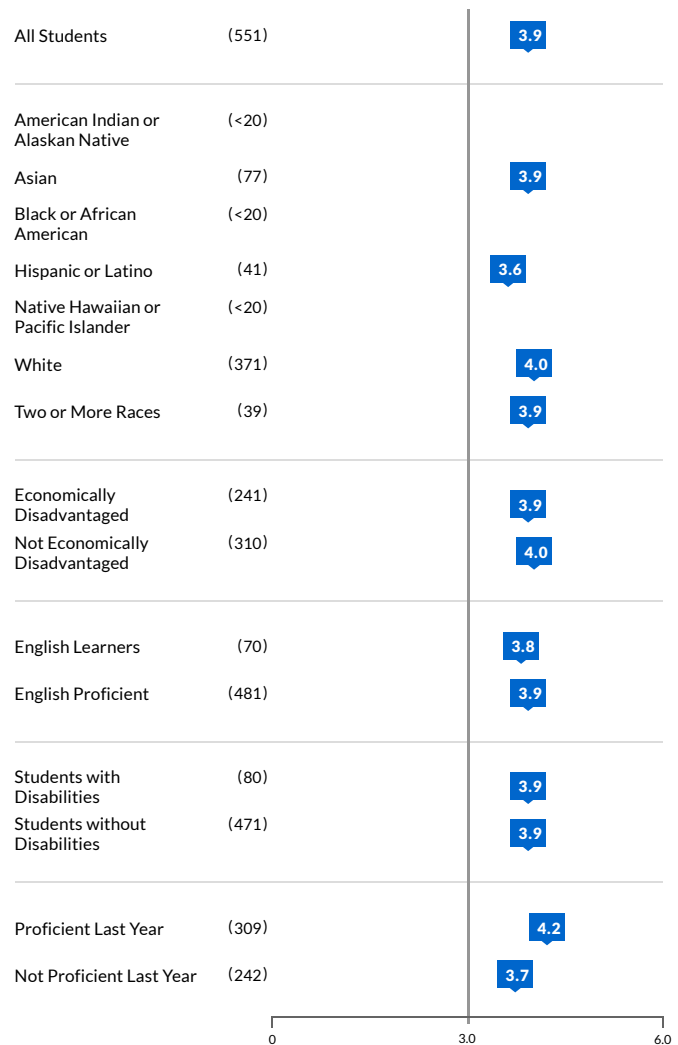 All Students (551) 3.9
American Indian or (<20)
Alaskan Native
Asian (77) 3.9
Black or African (<20)
American
Hispanic or Latino (41) 3.6
Native Hawaiian or (<20)
Pacific Islander
White (371) 4.0
Two or More Races (39) 3.9
Economically (241) 3.9
Disadvantaged
Not Economically (310) 4.0
Disadvantaged
English Learners (70) 3.8
English Proficient (481) 3.9
Students with (80) 3.9
Disabilities
Students without (471) 3.9
Disabilities
Proficient Last Year (309) 4.2
Not Proficient Last Year (242) 3.7
0 3.0 6.0